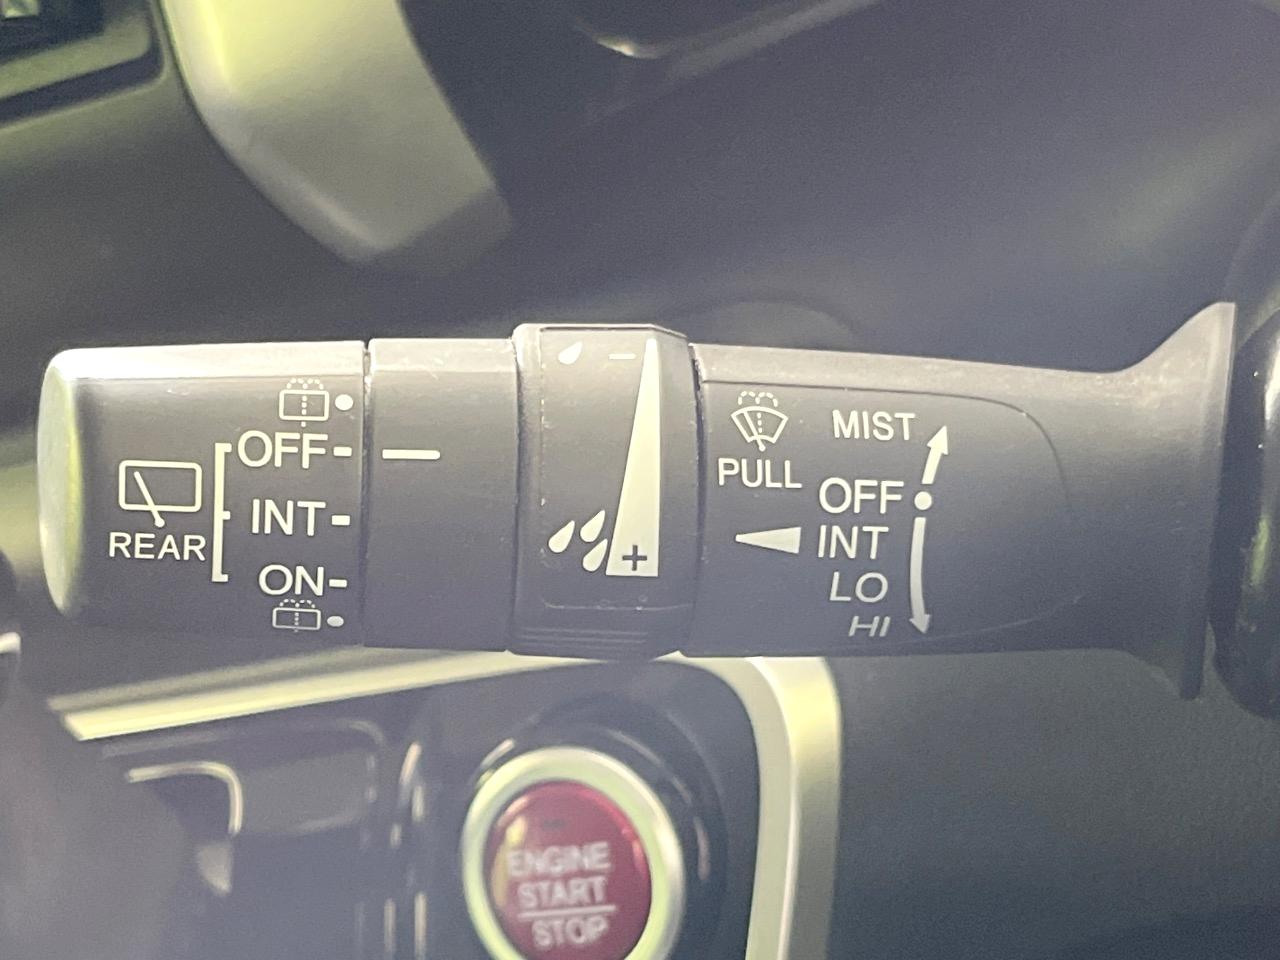 OFF
INT
ON
REAR
−
+
PULL
MIST
OFF
INT
LO
HI
ENGINE
START
STOP